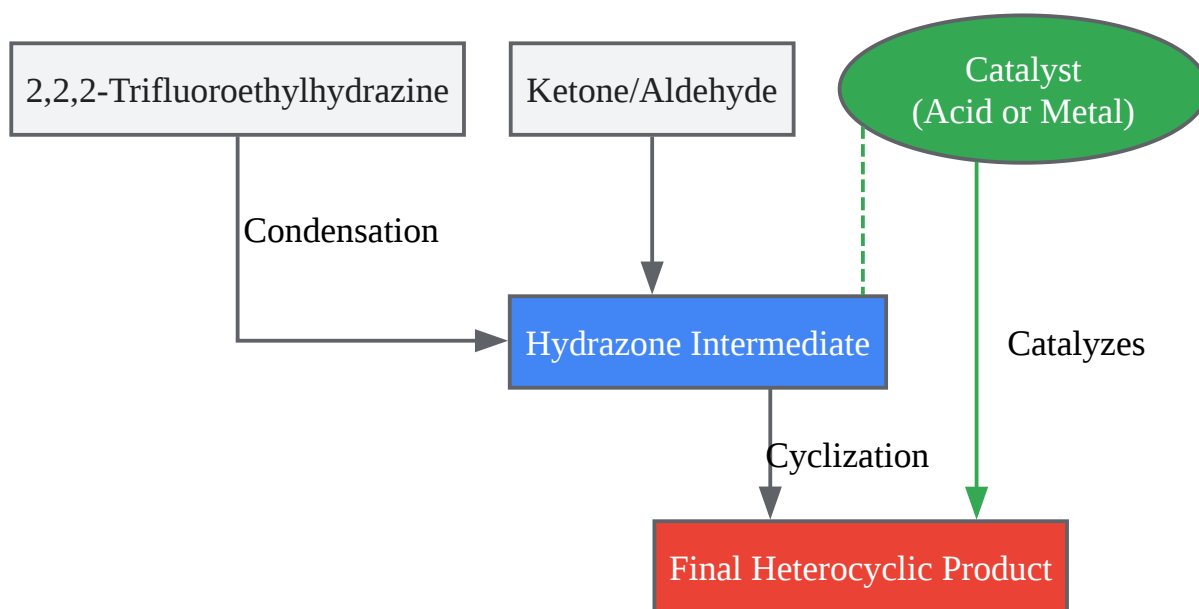 2,2,2-Trifluoroethylhydrazine
Ketone/Aldehyde
Catalyst
(Acid or Metal)
Condensation
Hydrazone Intermediate
Catalyzes
Cyclization
Final Heterocyclic Product